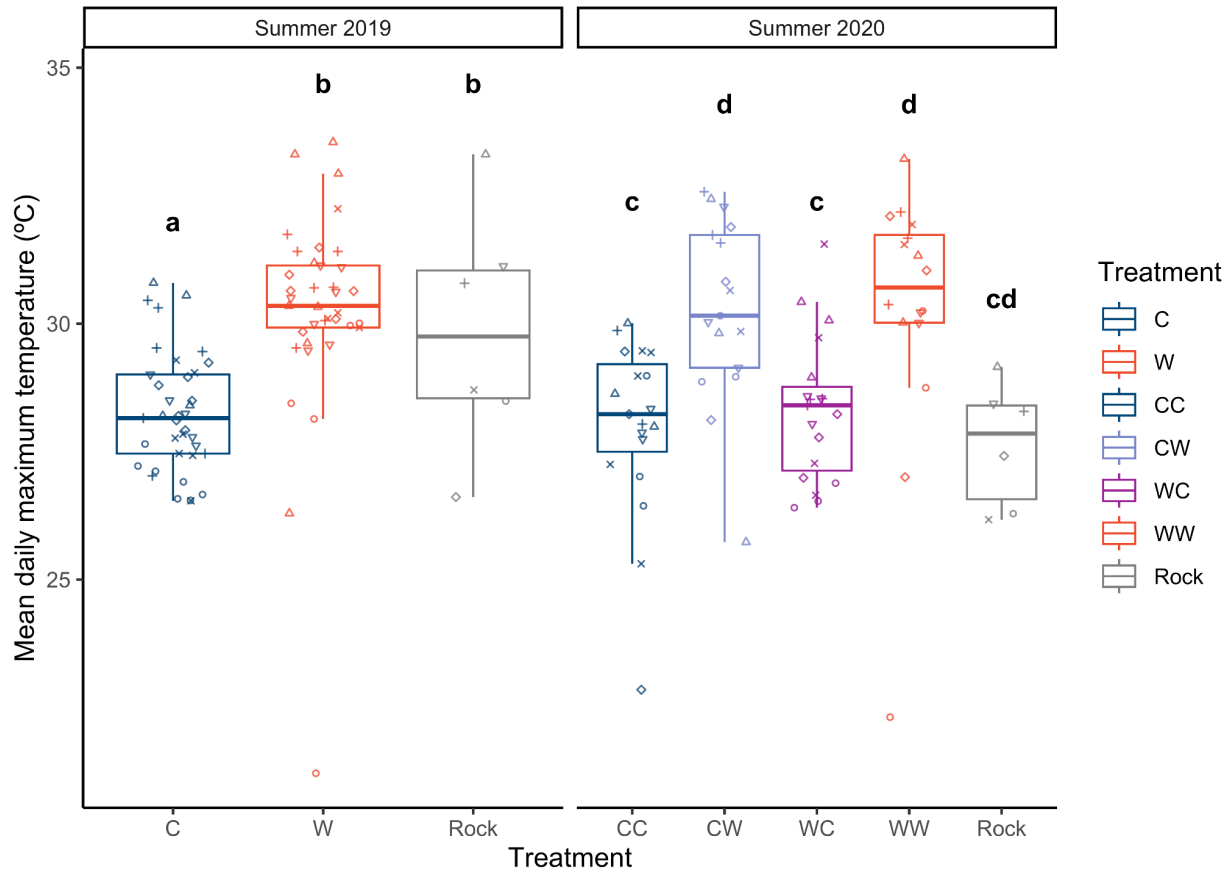 Summer 2019
Summer 2020
Mean daily maximum temperature (ºC)
35
30
25
a
b
b
c
d
c
d
cd
C
W
Rock
CC
CW
WC
WW
Rock
Treatment
Treatment
C
W
CC
CW
WC
WW
Rock